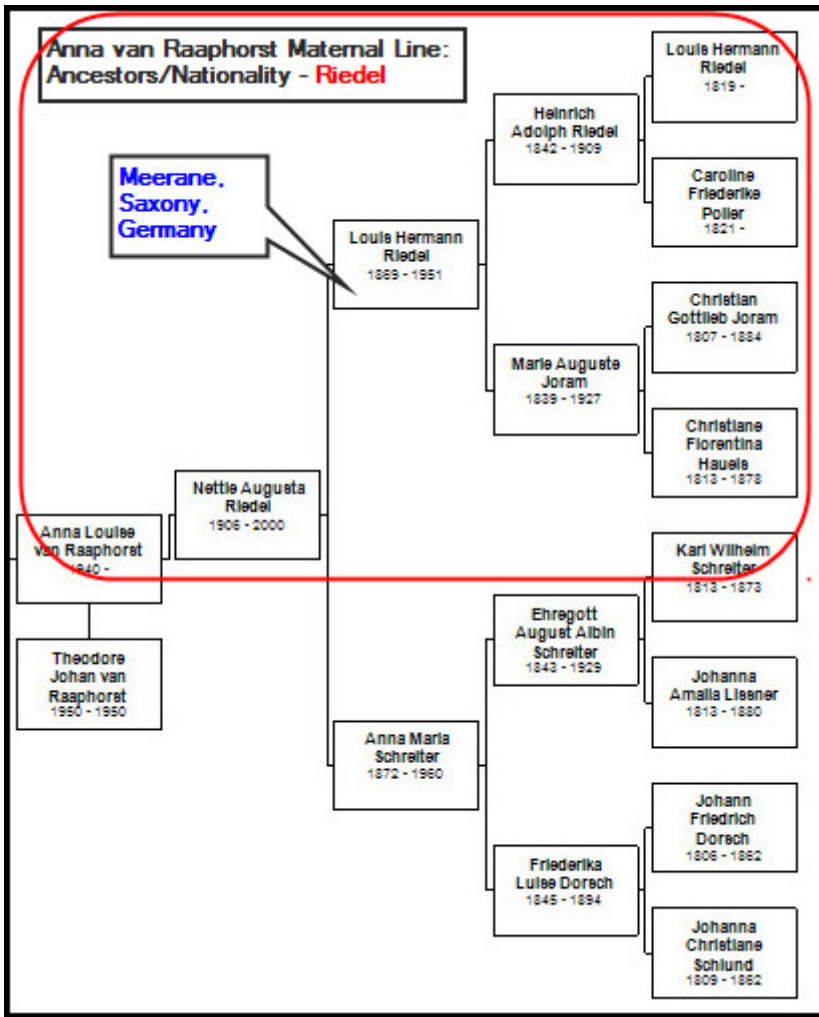 Anna van Raaphorst Maternal Line:
Ancestors/Nationality - Riedel
Meerane,
Saxony,
Germany
Anna Louise
van Raaphorst
1940 -
Theodore
Johan van
Raaphorst
1950 - 1950
Nettie Augusta
Riedel
1906 - 2000
Louis Hermann
Riedel
1869 - 1951
Anna Maria
Schreiter
1872 - 1960
Heinrich
Adolph Riedel
1842 - 1909
Marie Auguste
Joram
1839 - 1927
Ehregott
August Albin
Schreiter
1843 - 1929
Friederika
Luise Dorsch
1845 - 1894
Louis Hermann
Riedel
1819 -
Caroline
Friederike
Poller
1821 -
Christian
Gottlieb Joram
1807 - 1884
Christiane
Florentina
Hauels
1813 - 1878
Karl Wilhelm
Schreiter
1813 - 1873
Johanna
Amalia Lissner
1813 - 1880
Johann
Friedrich
Dorsch
1806 - 1862
Johanna
Christiane
Schlund
1809 - 1862